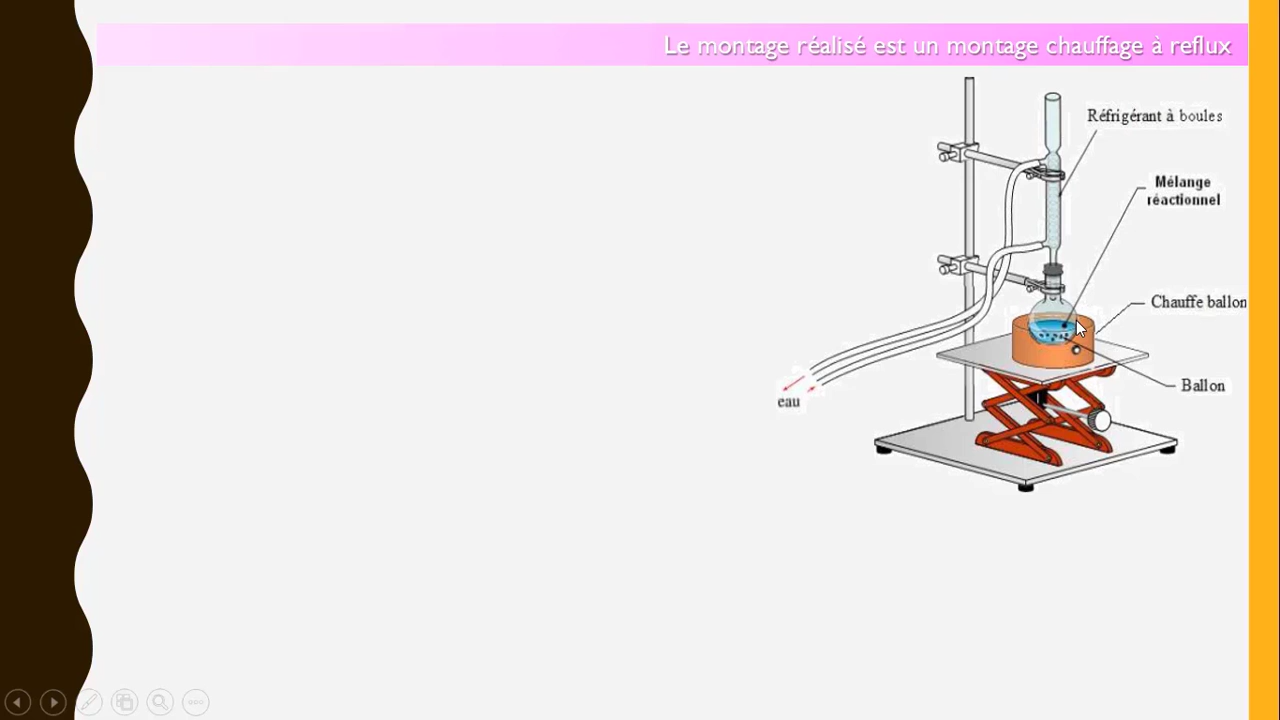 Le montage réalisé est un montage chauffage à reflux
Réfrigérant à boules
Mélange
réactionnel
Chauffe ballon
Ballon
eau